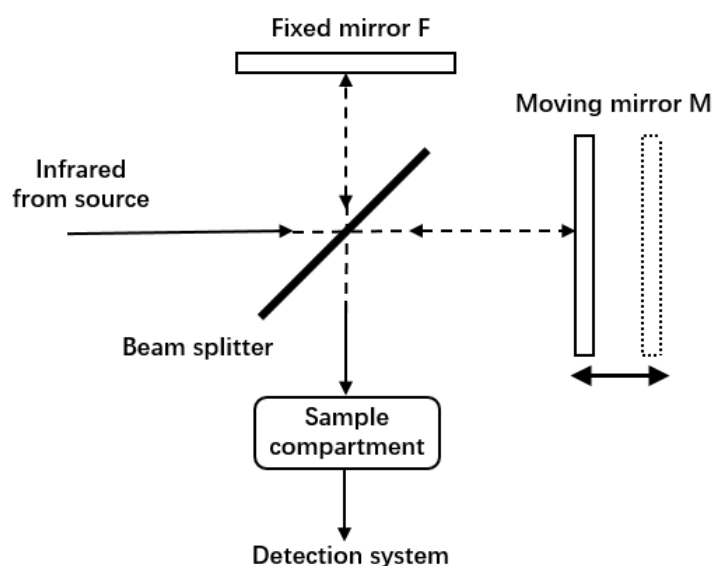 Fixed mirror F
Moving mirror M
Infrared
from source
Beam splitter
Sample
compartment
Detection system